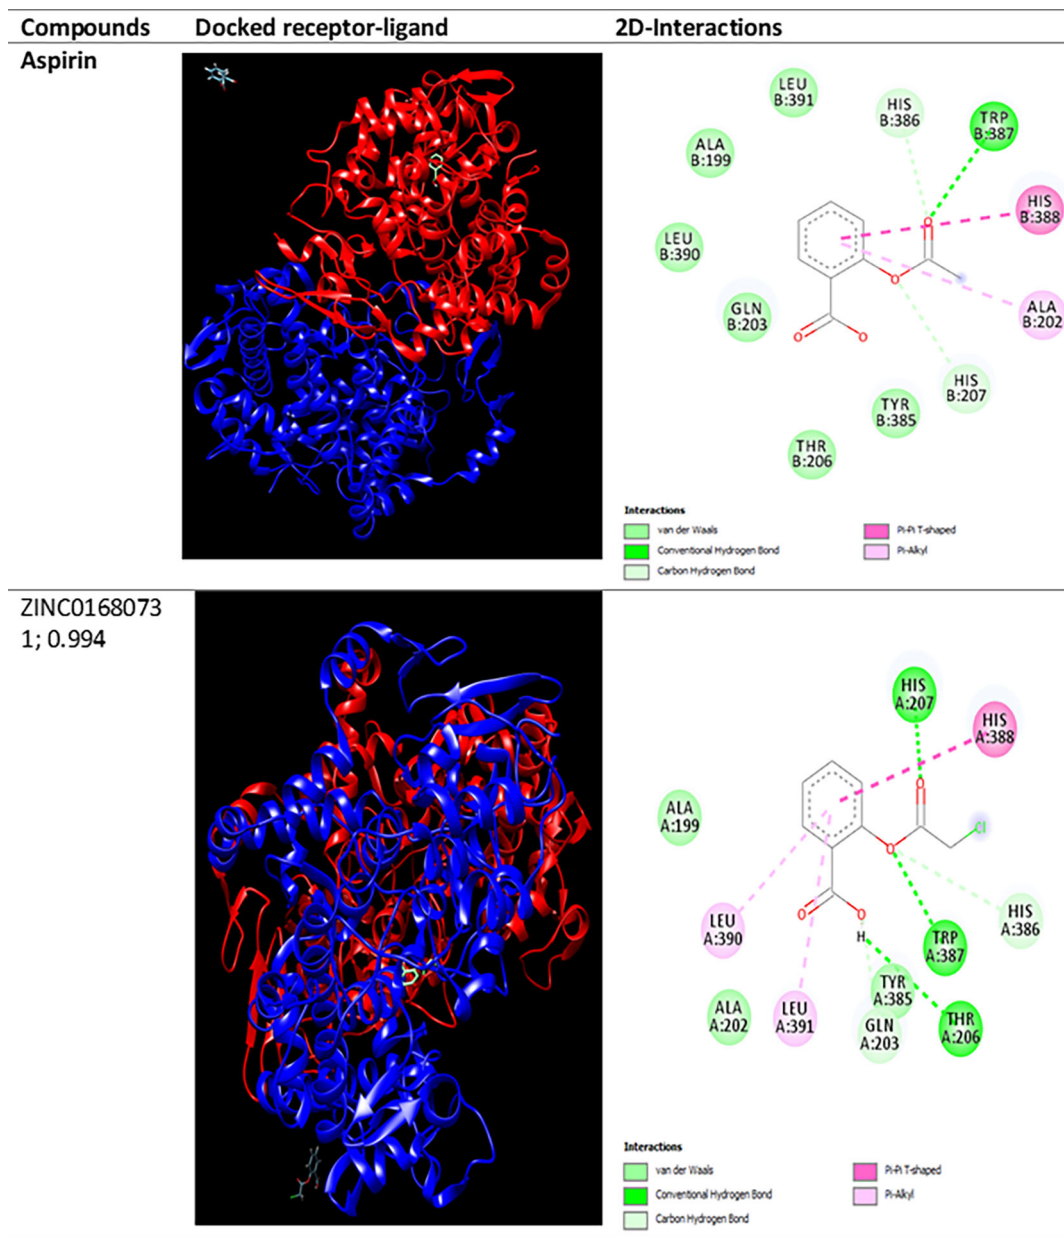 Compounds Docked receptor-ligand 2D-Interactions
Aspirin
LEU
B:391
HIS
B:386
TRP
B:387
ALA
B:199
HIS
B:388
LEU
B:390
GLN
B:203
ALA
B:202
HIS
B:207
TYR
B:385
THR
B:206
O
O
O
O
Interactions
van der Waals
Conventional Hydrogen Bond
Carbon Hydrogen Bond
Pi-Pi T-shaped
Pi-Alkyl
ZINC0168073
1; 0.994
HIS
A:207
HIS
A:388
ALA
A:199
O
Cl
O
O
O
H
LEU
A:390
HIS
A:386
TRP
A:387
TYR
A:385
ALA
A:202
LEU
A:391
GLN
A:203
THR
A:206
Interactions
van der Waals
Conventional Hydrogen Bond
Carbon Hydrogen Bond
Pi-Pi T-shaped
Pi-Alkyl